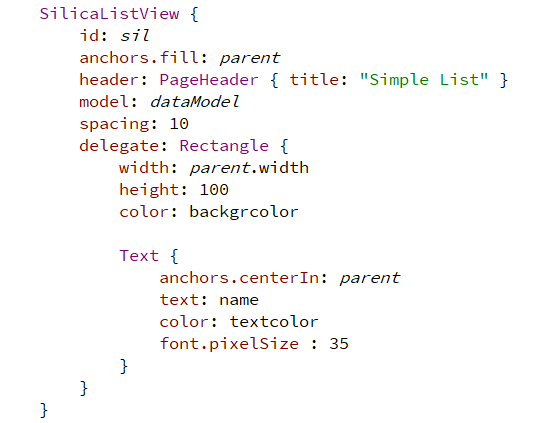 SilicaListView {
    id: sil
    anchors.fill: parent
    header: PageHeader { title: "Simple List" }
    model: dataModel
    spacing: 10
    delegate: Rectangle {
        width: parent.width
        height: 100
        color: backgrcolor

        Text {
            anchors.centerIn: parent
            text: name
            color: textcolor
            font.pixelSize : 35
        }
    }
}